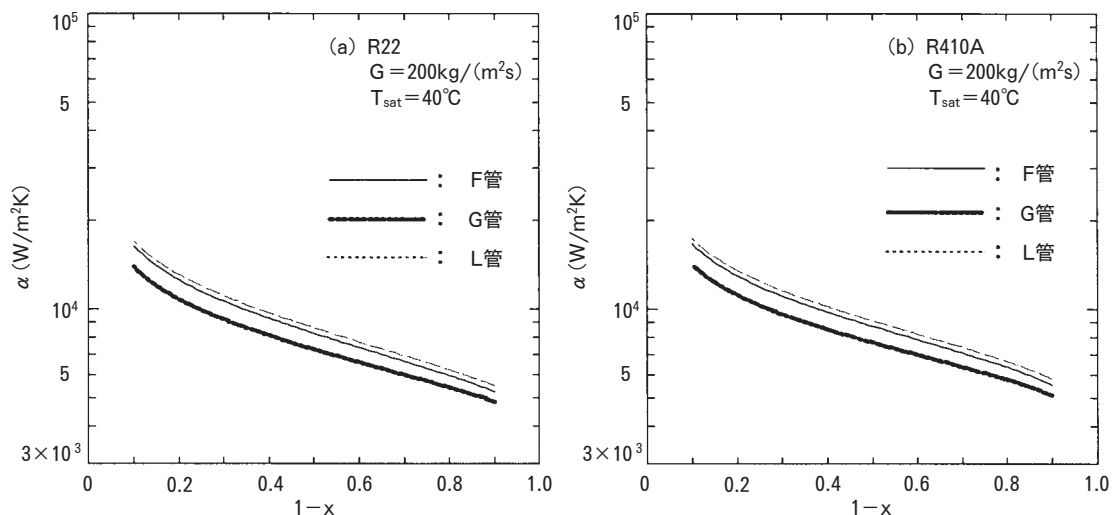 10⁵
5
10⁴
5
3×10³
α (W/m²K)
(a) R22
G=200kg/(m²s)
Tsat=40℃
: F管
: G管
: L管
0 0.2 0.4 0.6 0.8 1.0
1−x
10⁵
5
10⁴
5
3×10³
α (W/m²K)
(b) R410A
G=200kg/(m²s)
Tsat=40℃
: F管
: G管
: L管
0 0.2 0.4 0.6 0.8 1.0
1−x